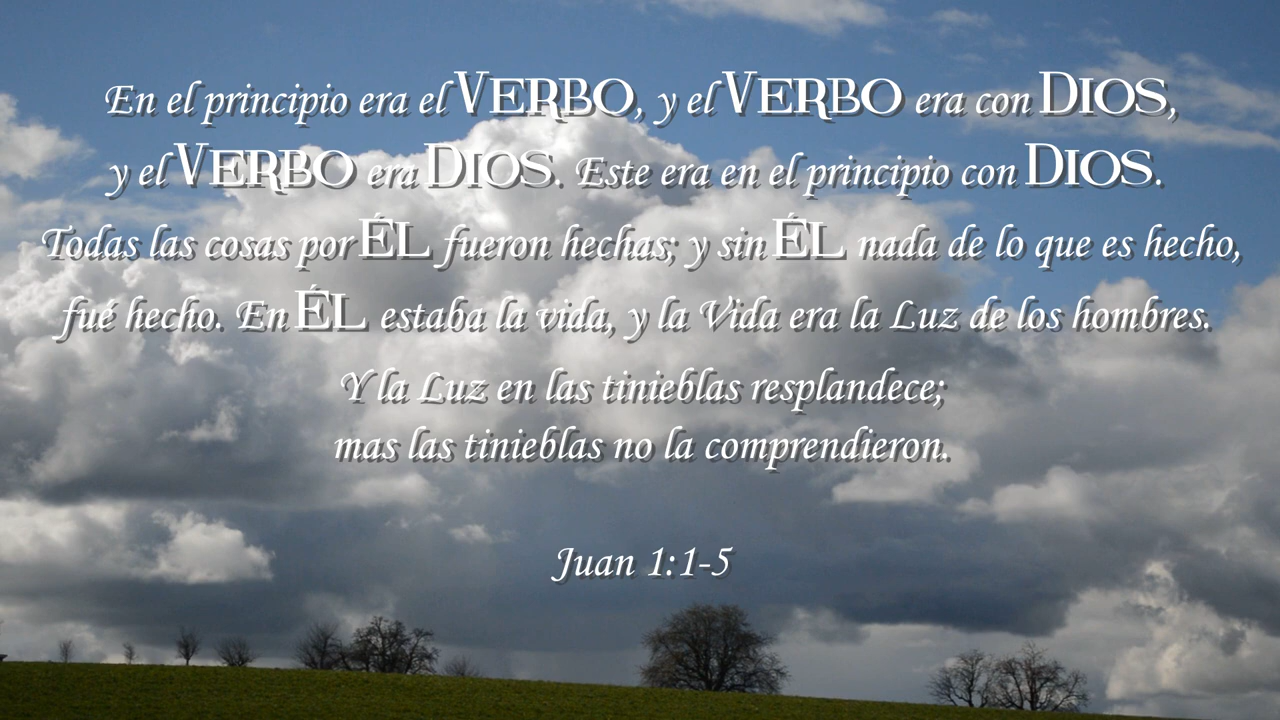 En el principio era el VERBO, y el VERBO era con DIOS,
y el VERBO era DIOS. Este era en el principio con DIOS.
Todas las cosas por ÉL fueron hechas; y sin ÉL nada de lo que es hecho,
fué hecho. En ÉL estaba la vida, y la Vida era la Luz de los hombres.
Y la Luz en las tinieblas resplandece;
mas las tinieblas no la comprendieron.
Juan 1:1-5